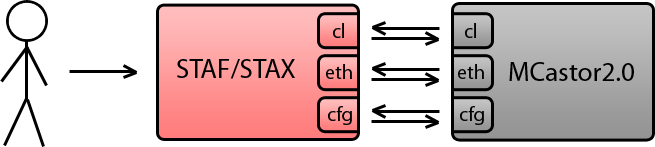 cl cl
STAF/STAX eth eth MCastor2.0
cfg cfg